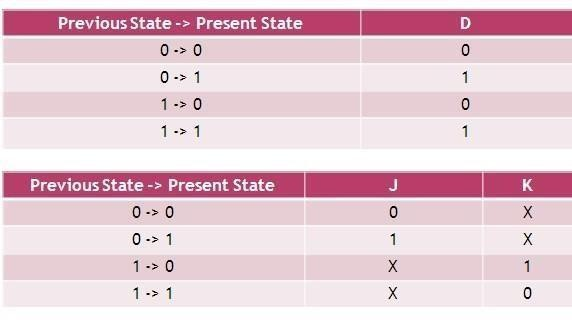 Previous State -> Present State D
0 -> 0 0
0 -> 1 1
1 -> 0 0
1 -> 1 1
Previous State -> Present State J K
0 -> 0 0 X
0 -> 1 1 X
1 -> 0 X 1
1 -> 1 X 0